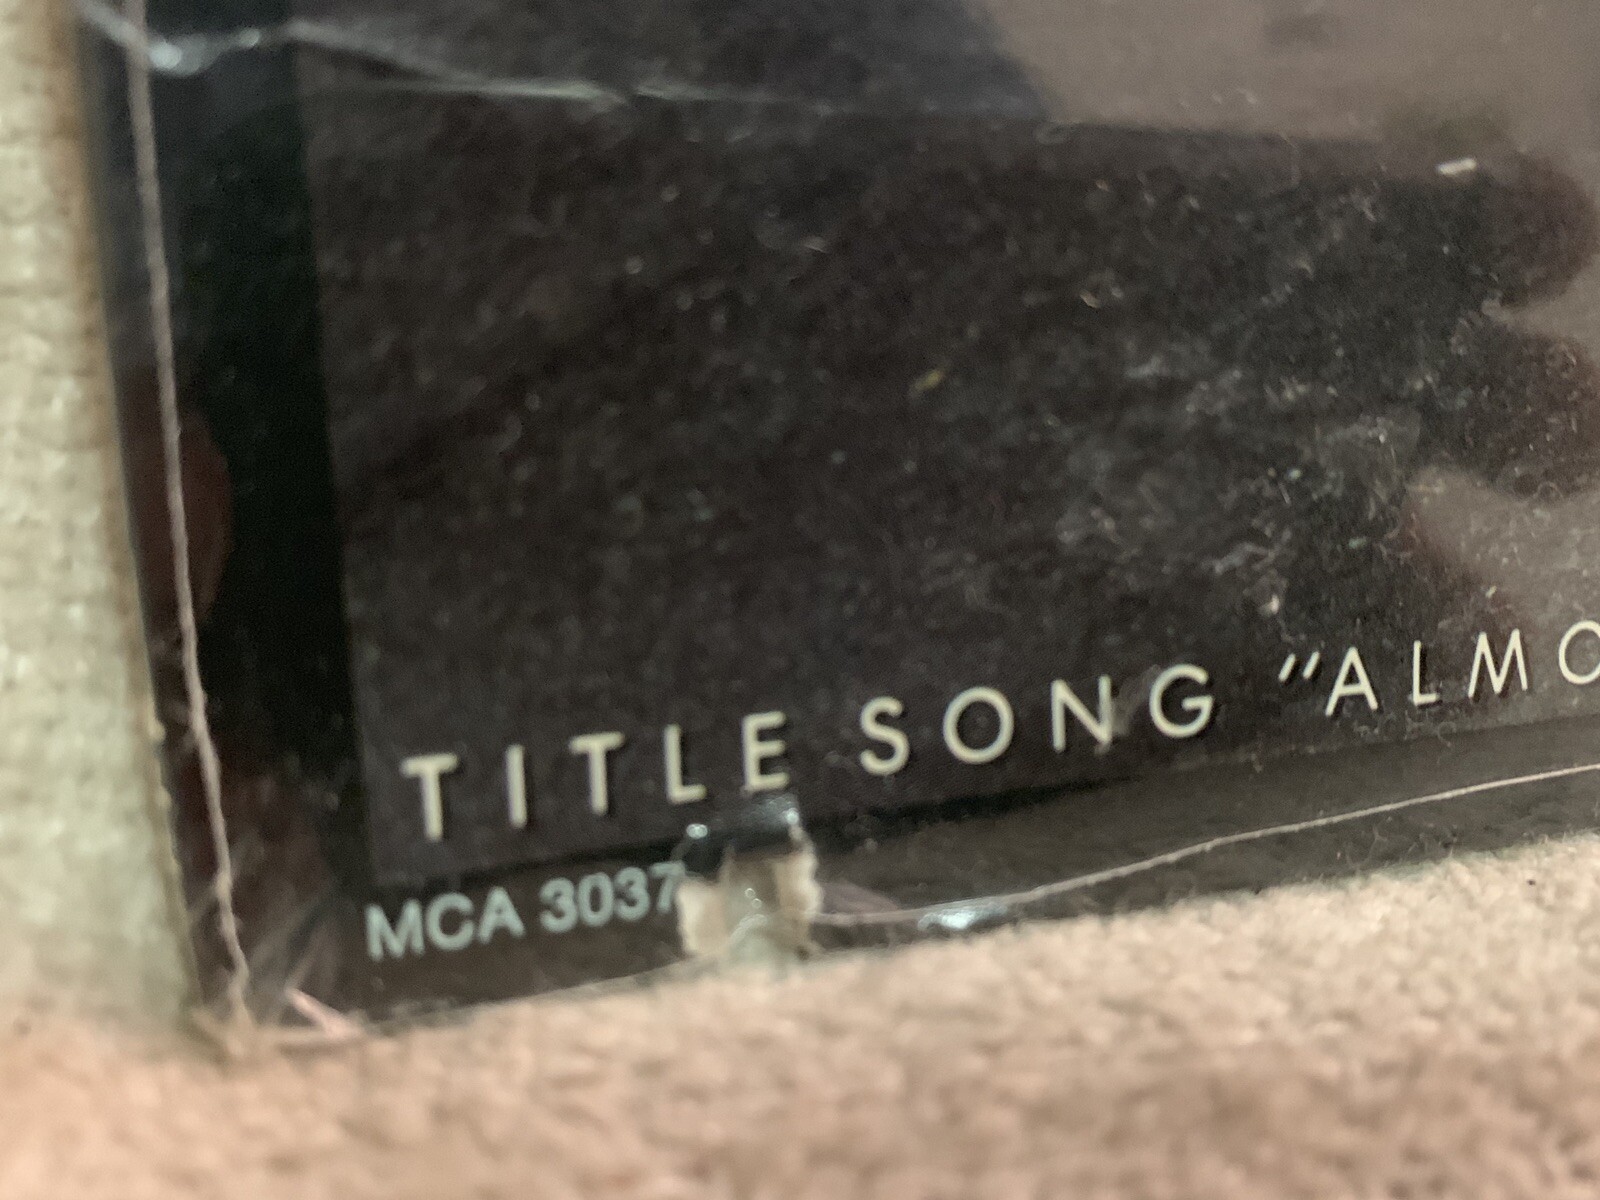 TITLE SONG "ALMO
MCA 3037